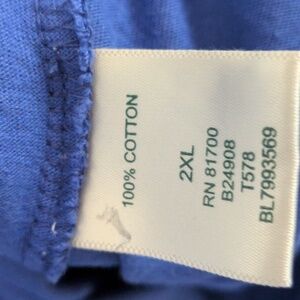 100% COTTON
2XL
RN 81700
B24908
T578
BL7993569